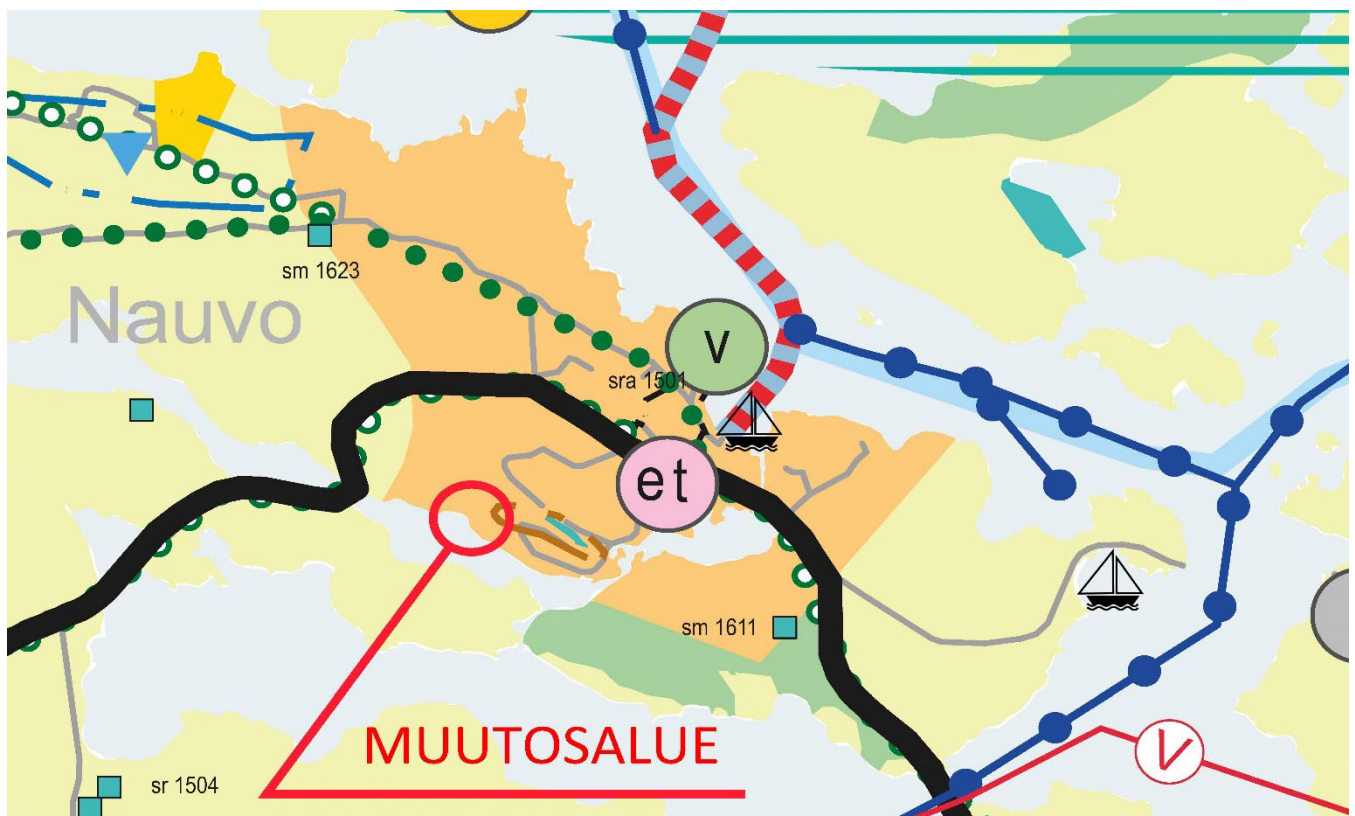 sm 1623
Nauvo
V
sra 1501
et
sm 1611
MUUTOSALUE
V
sr 1504